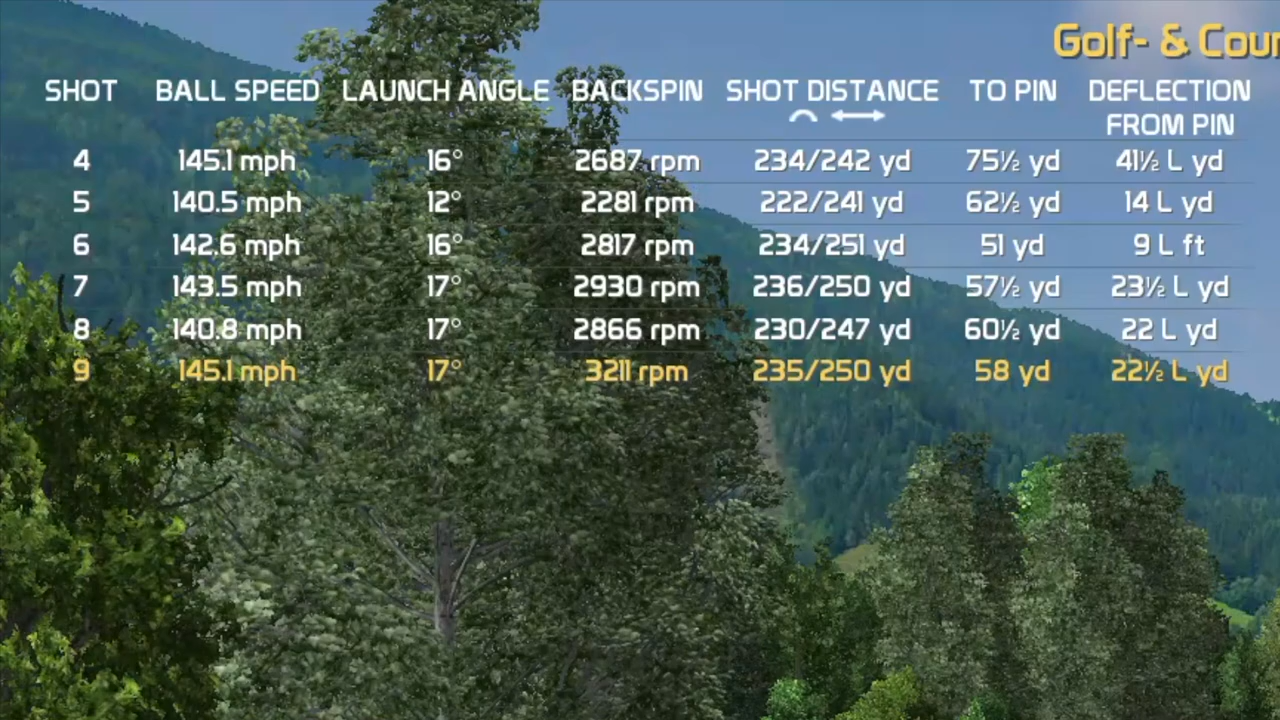 Golf- & Cour
SHOT BALL SPEED LAUNCH ANGLE BACKSPIN SHOT DISTANCE TO PIN DEFLECTION FROM PIN
4 145.1 mph 16° 2687 rpm 234/242 yd 75½ yd 41½ L yd
5 140.5 mph 12° 2281 rpm 222/241 yd 62½ yd 14 L yd
6 142.6 mph 16° 2817 rpm 234/251 yd 51 yd 9 L ft
7 143.5 mph 17° 2930 rpm 236/250 yd 57½ yd 23½ L yd
8 140.8 mph 17° 2866 rpm 230/247 yd 60½ yd 22 L yd
9 145.1 mph 17° 3211 rpm 235/250 yd 58 yd 22½ L yd